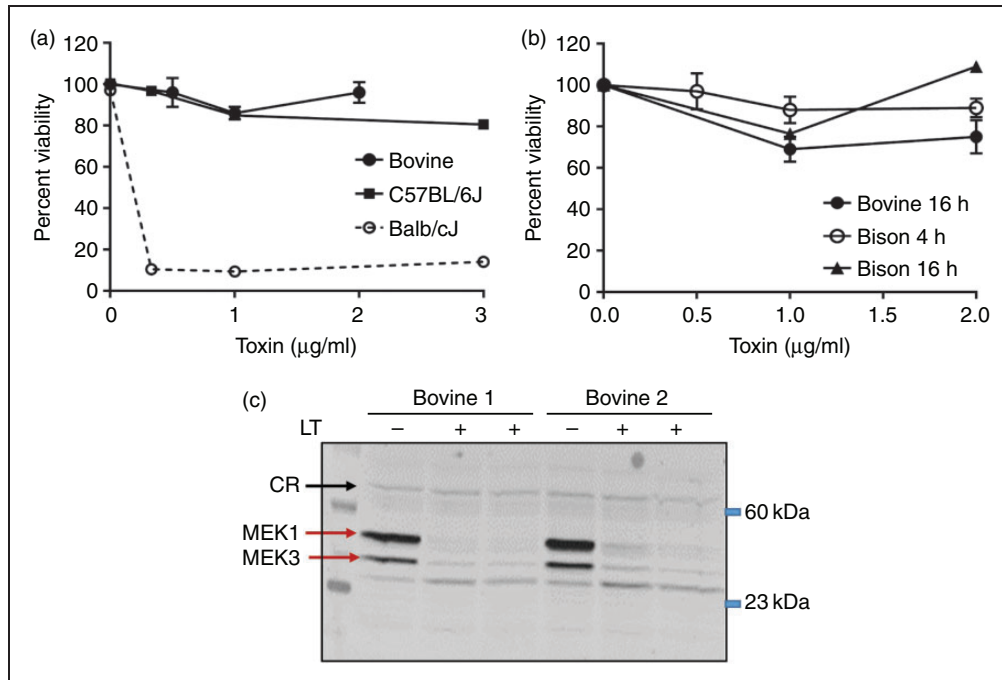 (a)
120
100
80
60
40
20
0
Percent viability
0 1 2 3
Toxin (μg/ml)
Bovine
C57BL/6J
Balb/cJ
(b)
120
100
80
60
40
20
0
Percent viability
0.0 0.5 1.0 1.5 2.0
Toxin (μg/ml)
Bovine 16 h
Bison 4 h
Bison 16 h
(c)
Bovine 1 Bovine 2
LT – + + – + +
CR
MEK1
MEK3
60 kDa
23 kDa